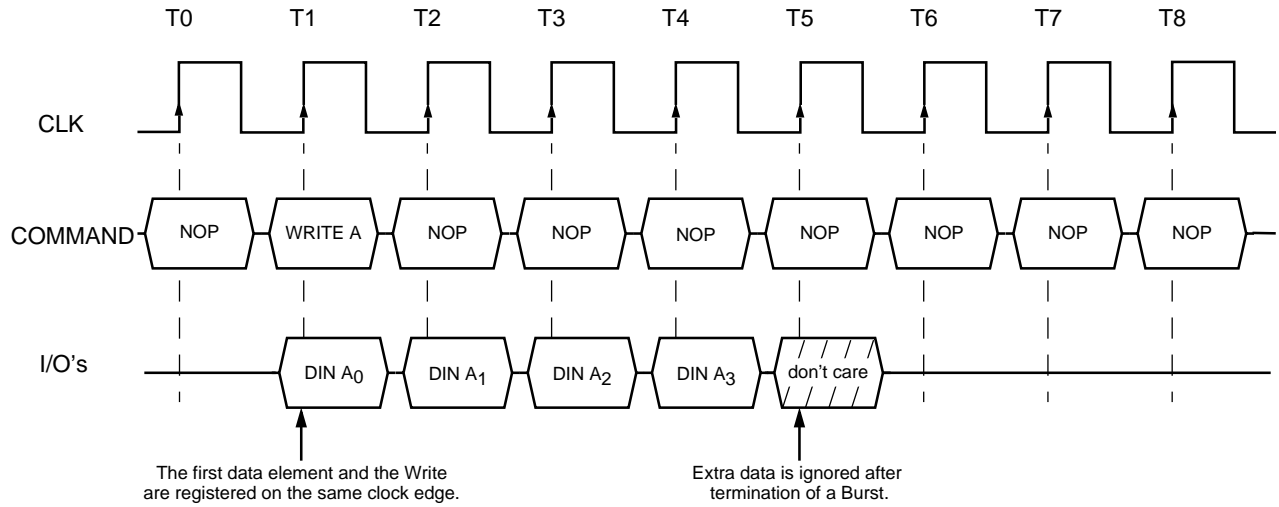 T0 T1 T2 T3 T4 T5 T6 T7 T8
CLK
COMMAND NOP WRITE A NOP NOP NOP NOP NOP NOP NOP
I/O's DIN A0 DIN A1 DIN A2 DIN A3 don't care
The first data element and the Write
are registered on the same clock edge.
Extra data is ignored after
termination of a Burst.